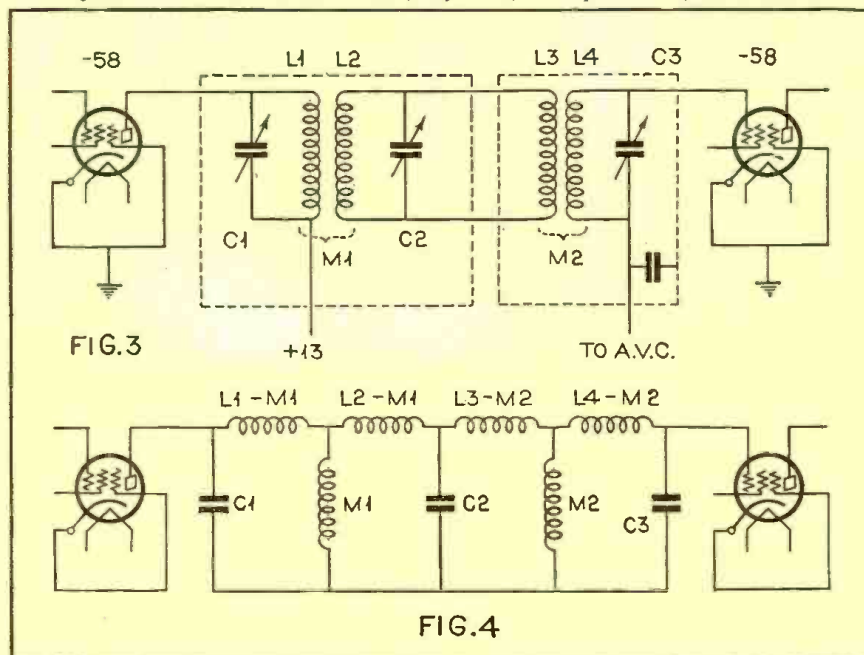 -58 L1 L2 L3 L4 C3 -58
C1 M1 C2 M2
FIG.3 +13 TO A.V.C.
L1-M1 L2-M1 L3-M2 L4-M2
C1 M1 C2 M2 C3
FIG.4